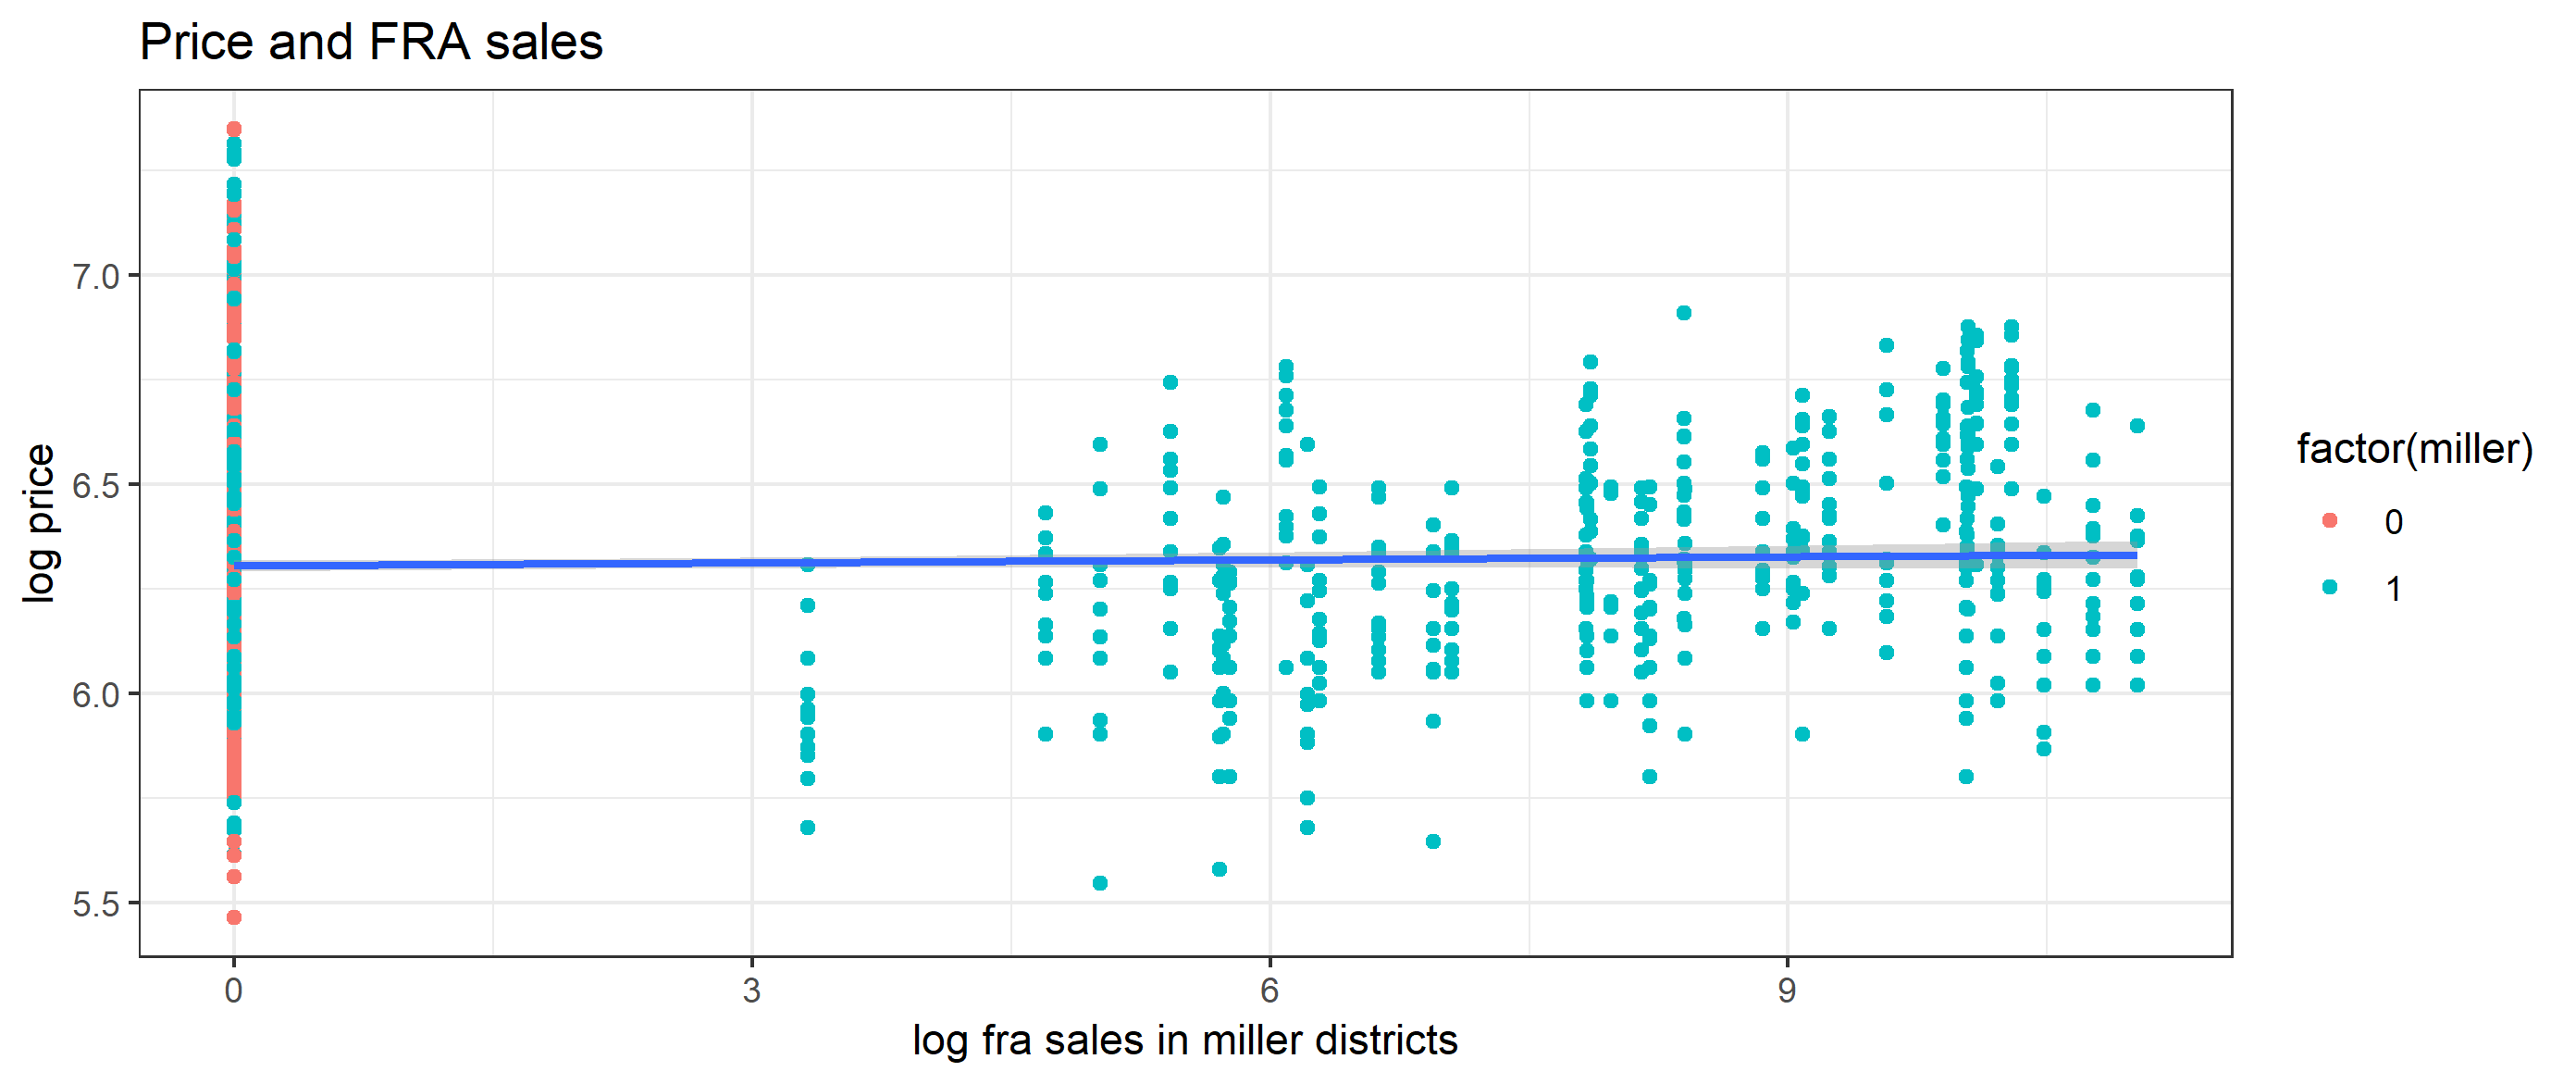 Price and FRA sales
7.0
6.5
6.0
5.5
log price
0
3
6
9
log fra sales in miller districts
factor(miller)
0
1